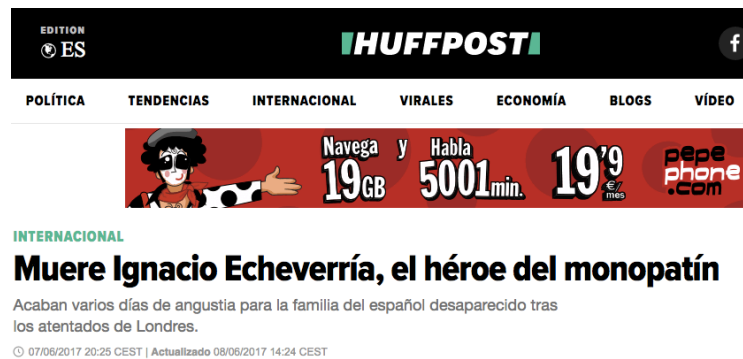 EDITION
ES
HUFFPOST
f
POLÍTICA TENDENCIAS INTERNACIONAL VIRALES ECONOMÍA BLOGS VÍDEO
Navega y Habla
19GB 5001min. 19'9 €/mes
pepe
phone
.com
INTERNACIONAL
Muere Ignacio Echeverría, el héroe del monopatín
Acaban varios días de angustia para la familia del español desaparecido tras
los atentados de Londres.
07/06/2017 20:25 CEST | Actualizado 08/06/2017 14:24 CEST